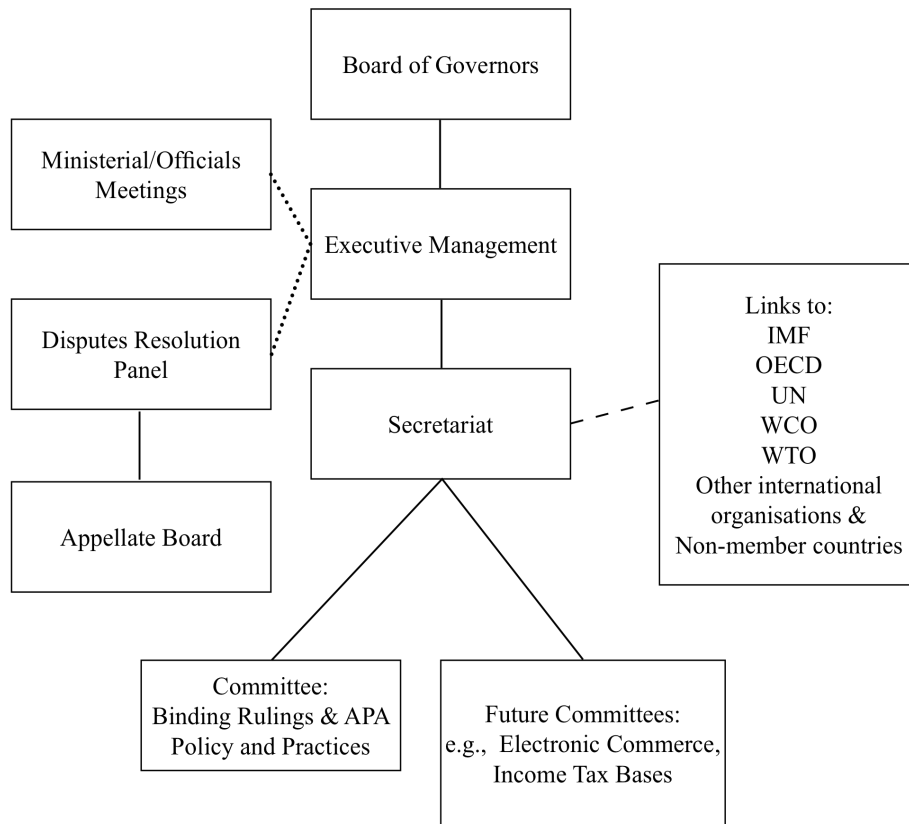 Board of Governors
Ministerial/Officials
Meetings
Executive Management
Links to:
IMF
OECD
UN
WCO
WTO
Other international
organisations &
Non-member countries
Disputes Resolution
Panel
Secretariat
Appellate Board
Committee:
Binding Rulings & APA
Policy and Practices
Future Committees:
e.g., Electronic Commerce,
Income Tax Bases